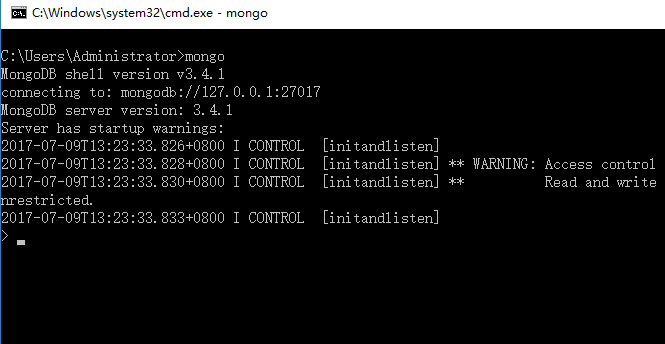 C:\Windows\system32\cmd.exe - mongo
C:\Users\Administrator>mongo
MongoDB shell version v3.4.1
connecting to: mongodb://127.0.0.1:27017
MongoDB server version: 3.4.1
Server has startup warnings:
2017-07-09T13:23:33.826+0800 I CONTROL  [initandlisten]
2017-07-09T13:23:33.828+0800 I CONTROL  [initandlisten] ** WARNING: Access control
2017-07-09T13:23:33.830+0800 I CONTROL  [initandlisten] **          Read and write
nrestricted.
2017-07-09T13:23:33.833+0800 I CONTROL  [initandlisten]
>